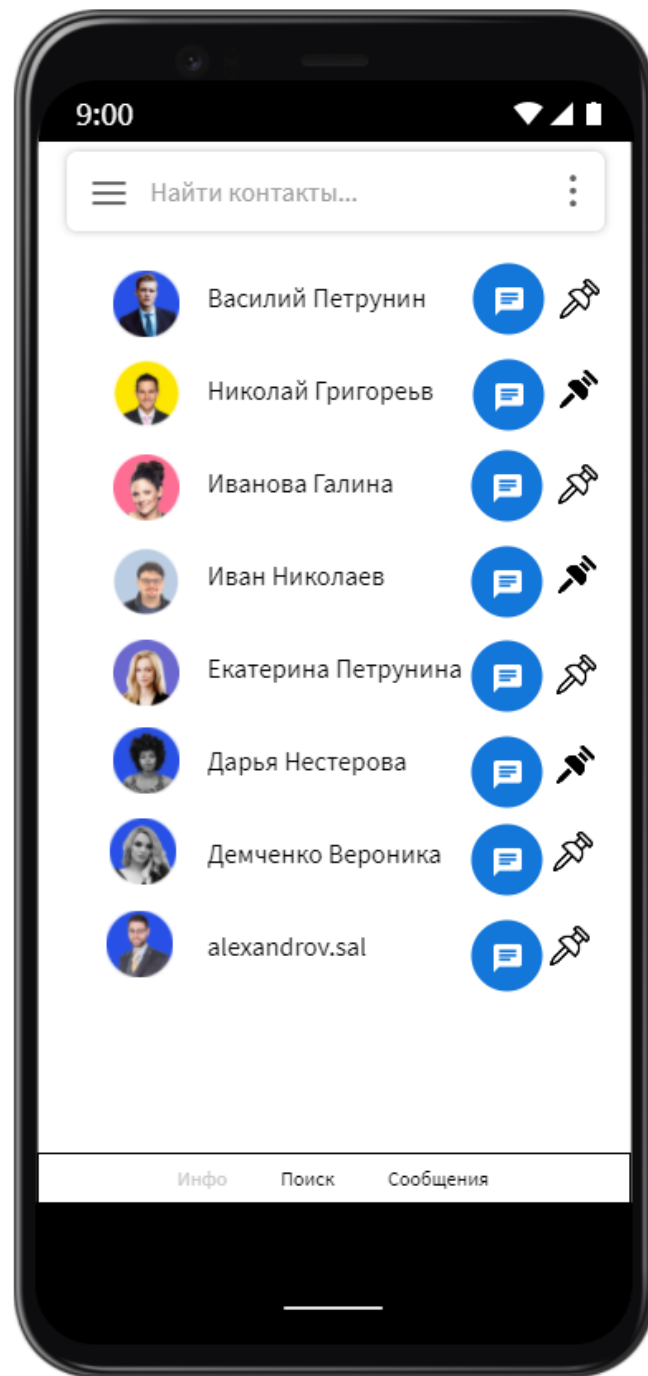 9:00
Найти контакты...
Василий Петрунин
Николай Григореьв
Иванова Галина
Иван Николаев
Екатерина Петрунина
Дарья Нестерова
Демченко Вероника
alexandrov.sal
Инфо Поиск Сообщения